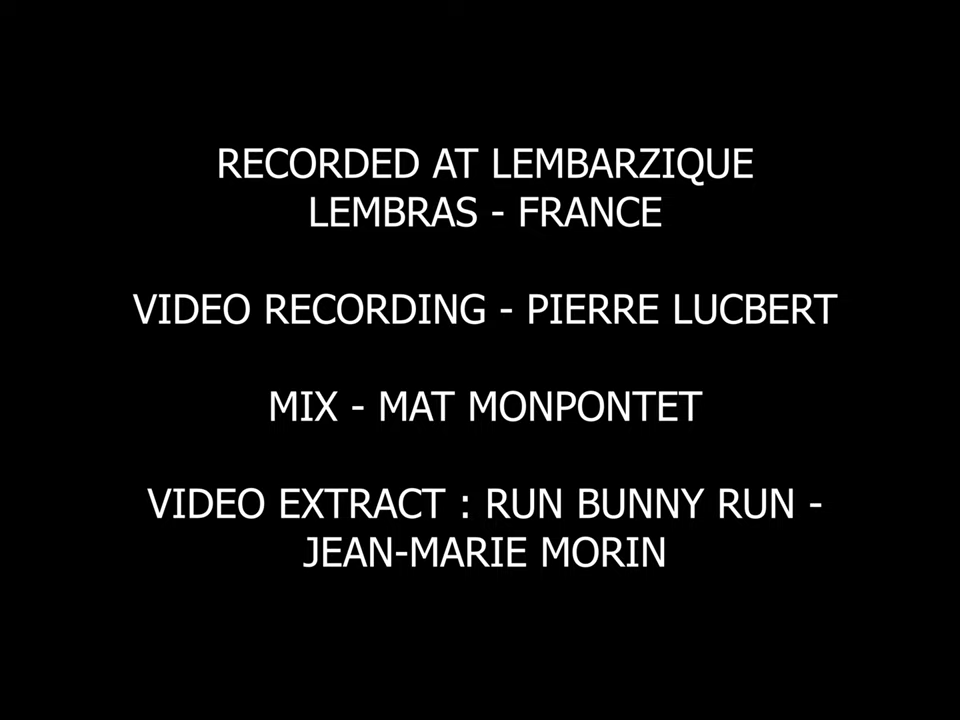 RECORDED AT LEMBARZIQUE
LEMBRAS - FRANCE
VIDEO RECORDING - PIERRE LUCBERT
MIX - MAT MONPONTET
VIDEO EXTRACT : RUN BUNNY RUN -
JEAN-MARIE MORIN